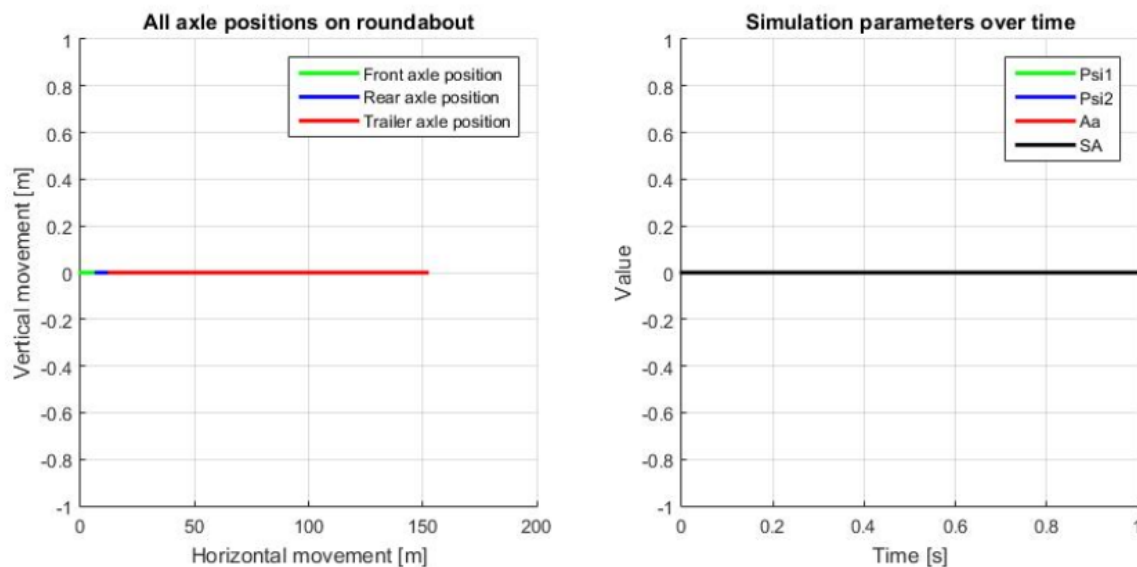 All axle positions on roundabout
Front axle position
Rear axle position
Trailer axle position
1
0.8
0.6
0.4
0.2
0
-0.2
-0.4
-0.6
-0.8
-1
Vertical movement [m]
0 50 100 150 200
Horizontal movement [m]
Simulation parameters over time
Psi1
Psi2
Aa
SA
1
0.8
0.6
0.4
0.2
0
-0.2
-0.4
-0.6
-0.8
-1
Value
0 0.2 0.4 0.6 0.8 1
Time [s]